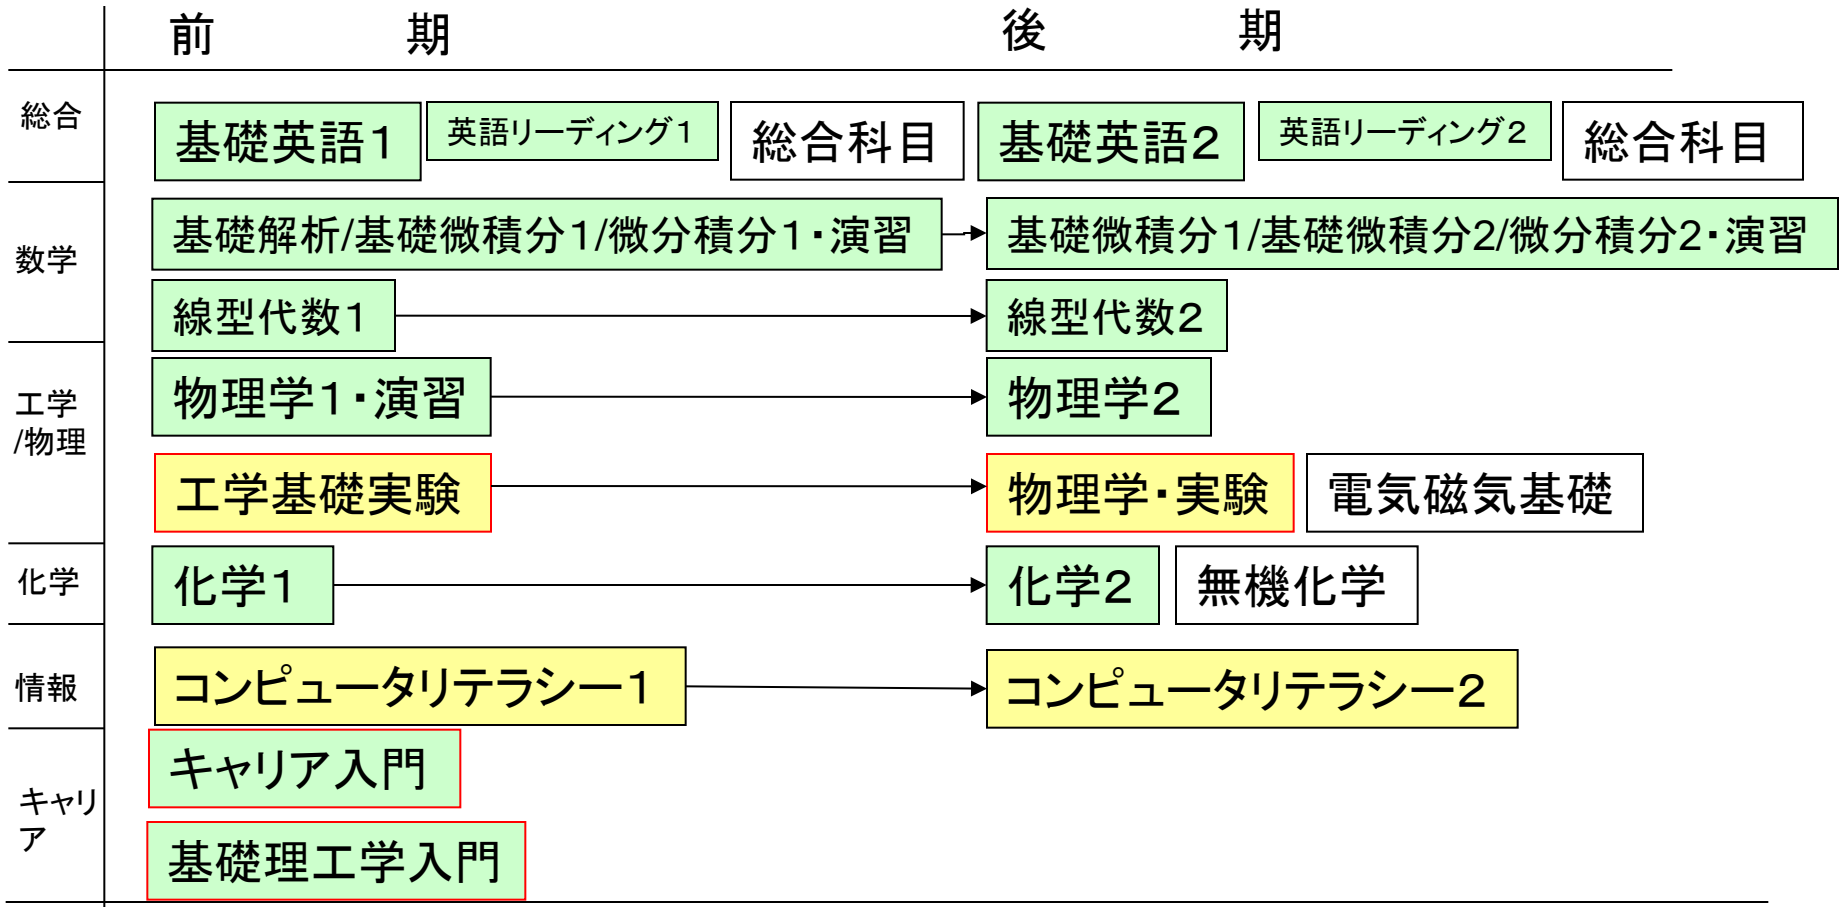 前 期 後 期
総合
基礎英語1 英語リーディング1 総合科目 基礎英語2 英語リーディング2 総合科目
数学
基礎解析/基礎微積分1/微分積分1・演習 基礎微積分1/基礎微積分2/微分積分2・演習
線型代数1 線型代数2
工学
/物理
物理学1・演習 物理学2
工学基礎実験 物理学・実験 電気磁気基礎
化学
化学1 化学2 無機化学
情報
コンピュータリテラシー1 コンピュータリテラシー2
キャリ
ア
キャリア入門
基礎理工学入門